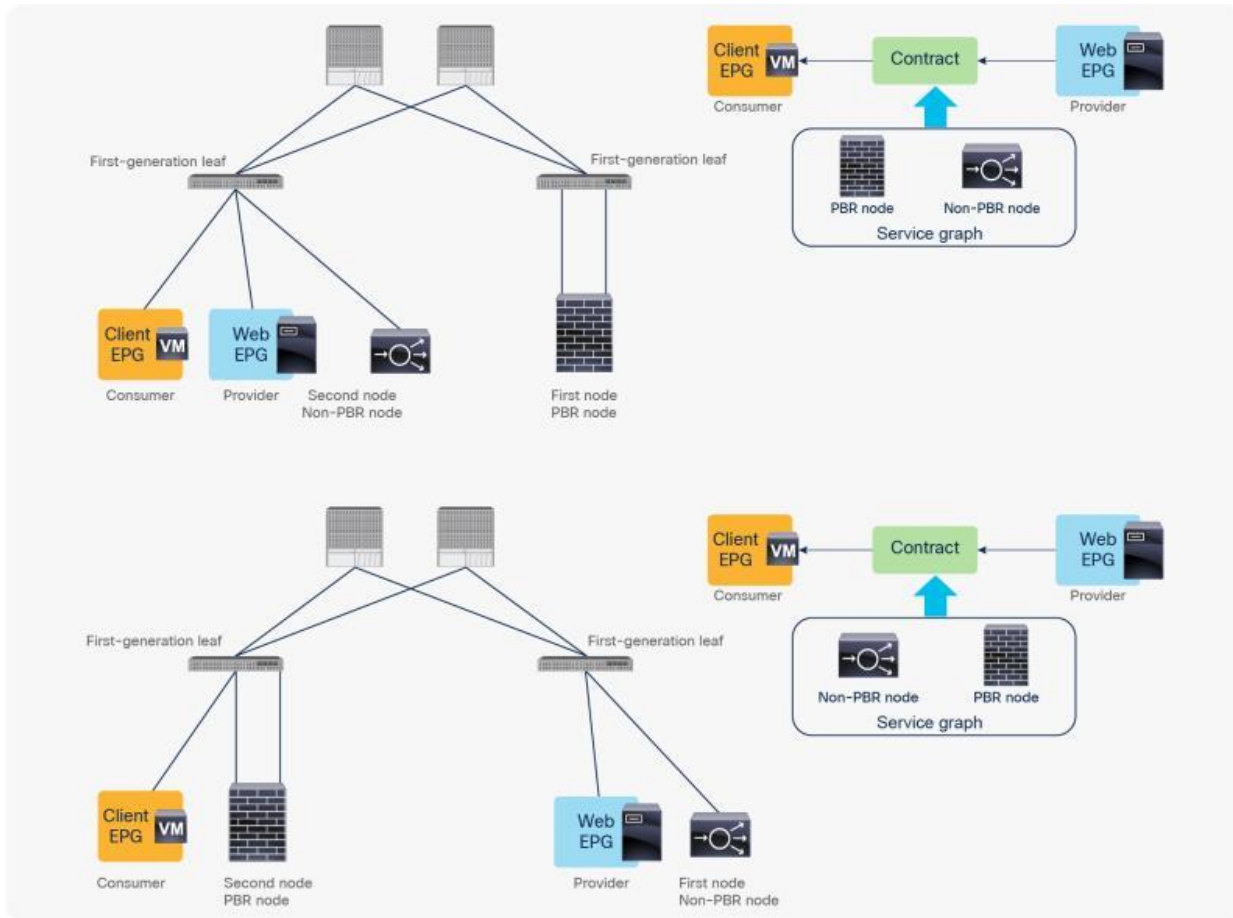 First-generation leaf
First-generation leaf
Client
EPG
VM
Consumer
Web
EPG
Provider
Second node
Non-PBR node
First node
PBR node
Client
EPG
VM
Consumer
Contract
Web
EPG
Provider
PBR node
Non-PBR node
Service graph
First-generation leaf
First-generation leaf
Client
EPG
VM
Consumer
Second node
PBR node
Web
EPG
Provider
First node
Non-PBR node
Client
EPG
VM
Consumer
Contract
Web
EPG
Provider
Non-PBR node
PBR node
Service graph